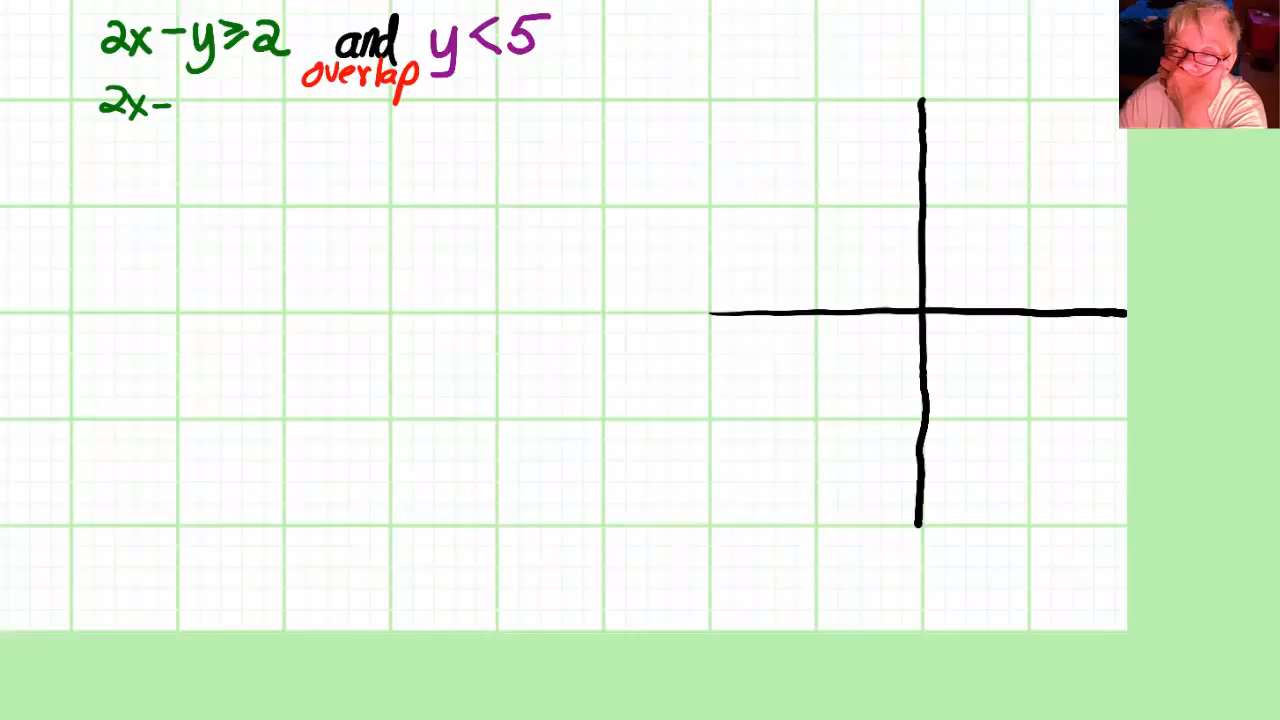 2x - y ≥ 2 and y < 5
overlap
2x -